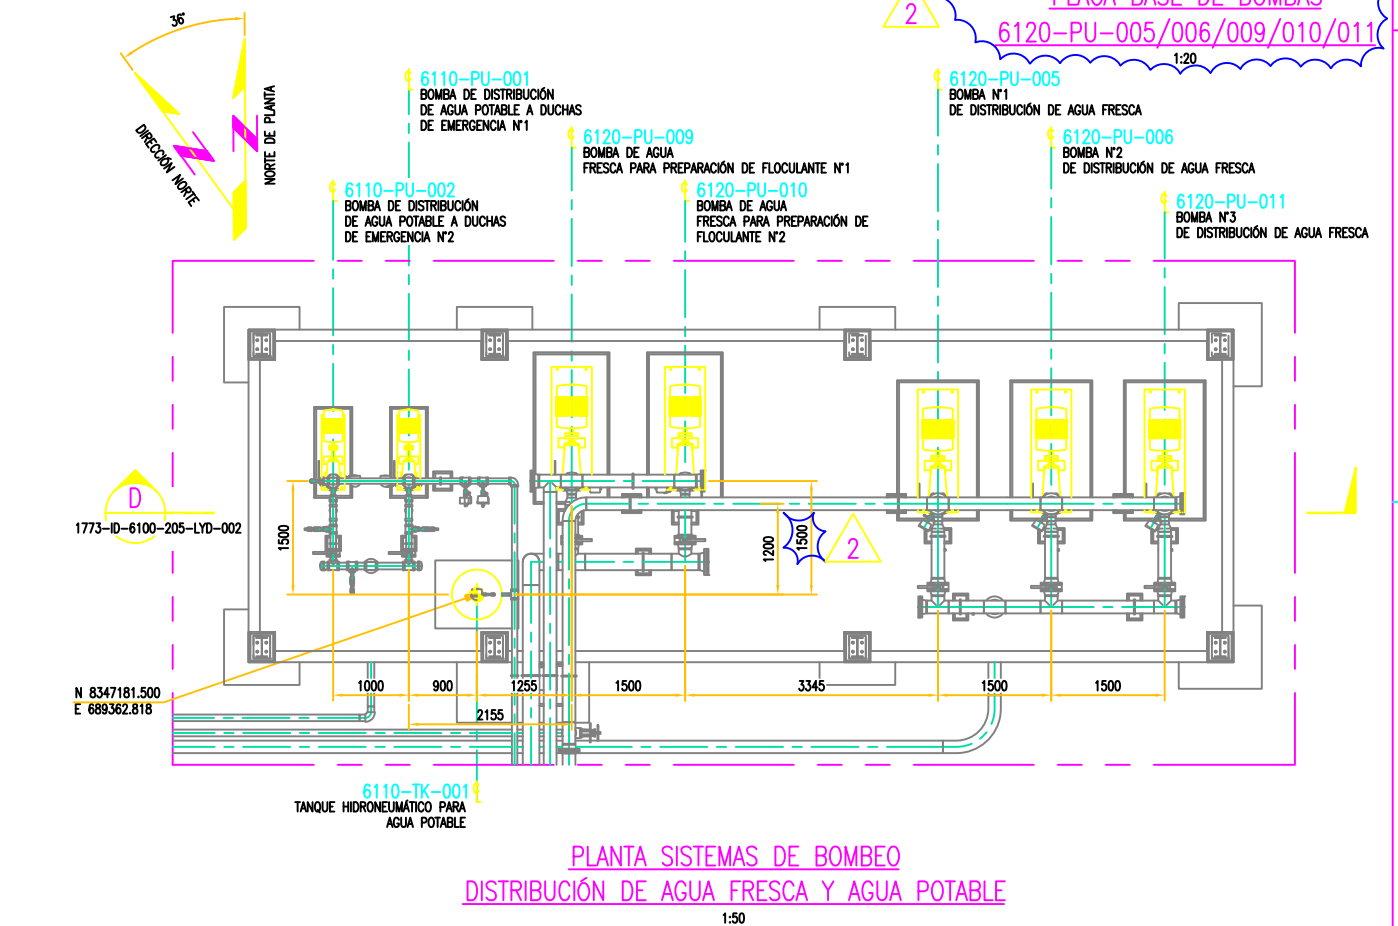 36°
DIRECCIÓN NORTE
NORTE DE PLANTA
2
PLACA BASE DE BOMBAS
6120-PU-005/006/009/010/011
1:20
6110-PU-001
BOMBA DE DISTRIBUCIÓN
DE AGUA POTABLE A DUCHAS
DE EMERGENCIA N°1
6120-PU-005
BOMBA N°1
DE DISTRIBUCIÓN DE AGUA FRESCA
6120-PU-009
BOMBA DE AGUA
FRESCA PARA PREPARACIÓN DE FLOCULANTE N°1
6120-PU-006
BOMBA N°2
DE DISTRIBUCIÓN DE AGUA FRESCA
6110-PU-002
BOMBA DE DISTRIBUCIÓN
DE AGUA POTABLE A DUCHAS
DE EMERGENCIA N°2
6120-PU-010
BOMBA DE AGUA
FRESCA PARA PREPARACIÓN DE
FLOCULANTE N°2
6120-PU-011
BOMBA N°3
DE DISTRIBUCIÓN DE AGUA FRESCA
D
1773-ID-6100-205-LYD-002
1500
1200
1500
2
N 8347181.500
E 689362.818
1000
900
1255
1500
3345
1500
1500
2155
6110-TK-001
TANQUE HIDRONEUMÁTICO PARA
AGUA POTABLE
PLANTA SISTEMAS DE BOMBEO
DISTRIBUCIÓN DE AGUA FRESCA Y AGUA POTABLE
1:50